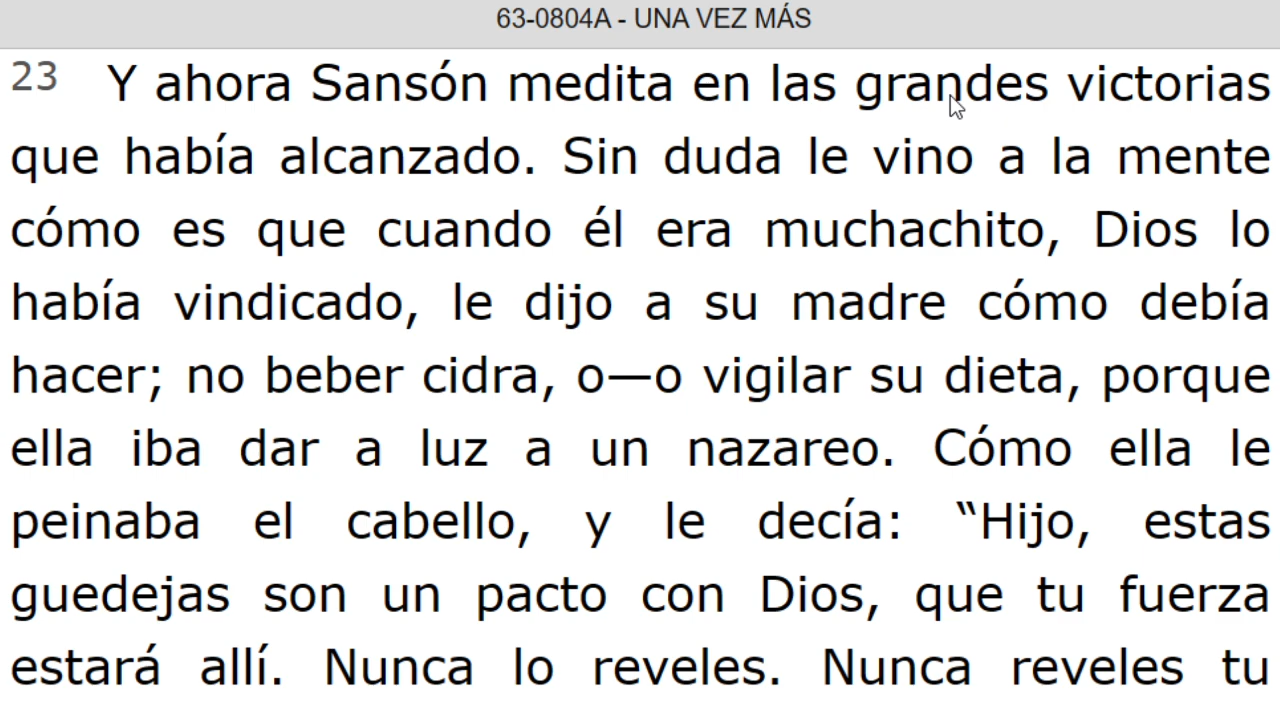 63-0804A - UNA VEZ MÁS
23 Y ahora Sansón medita en las grandes victorias
que había alcanzado. Sin duda le vino a la mente
cómo es que cuando él era muchachito, Dios lo
había vindicado, le dijo a su madre cómo debía
hacer; no beber cidra, o—o vigilar su dieta, porque
ella iba dar a luz a un nazareo. Cómo ella le
peinaba el cabello, y le decía: “Hijo, estas
guedejas son un pacto con Dios, que tu fuerza
estará allí. Nunca lo reveles. Nunca reveles tu